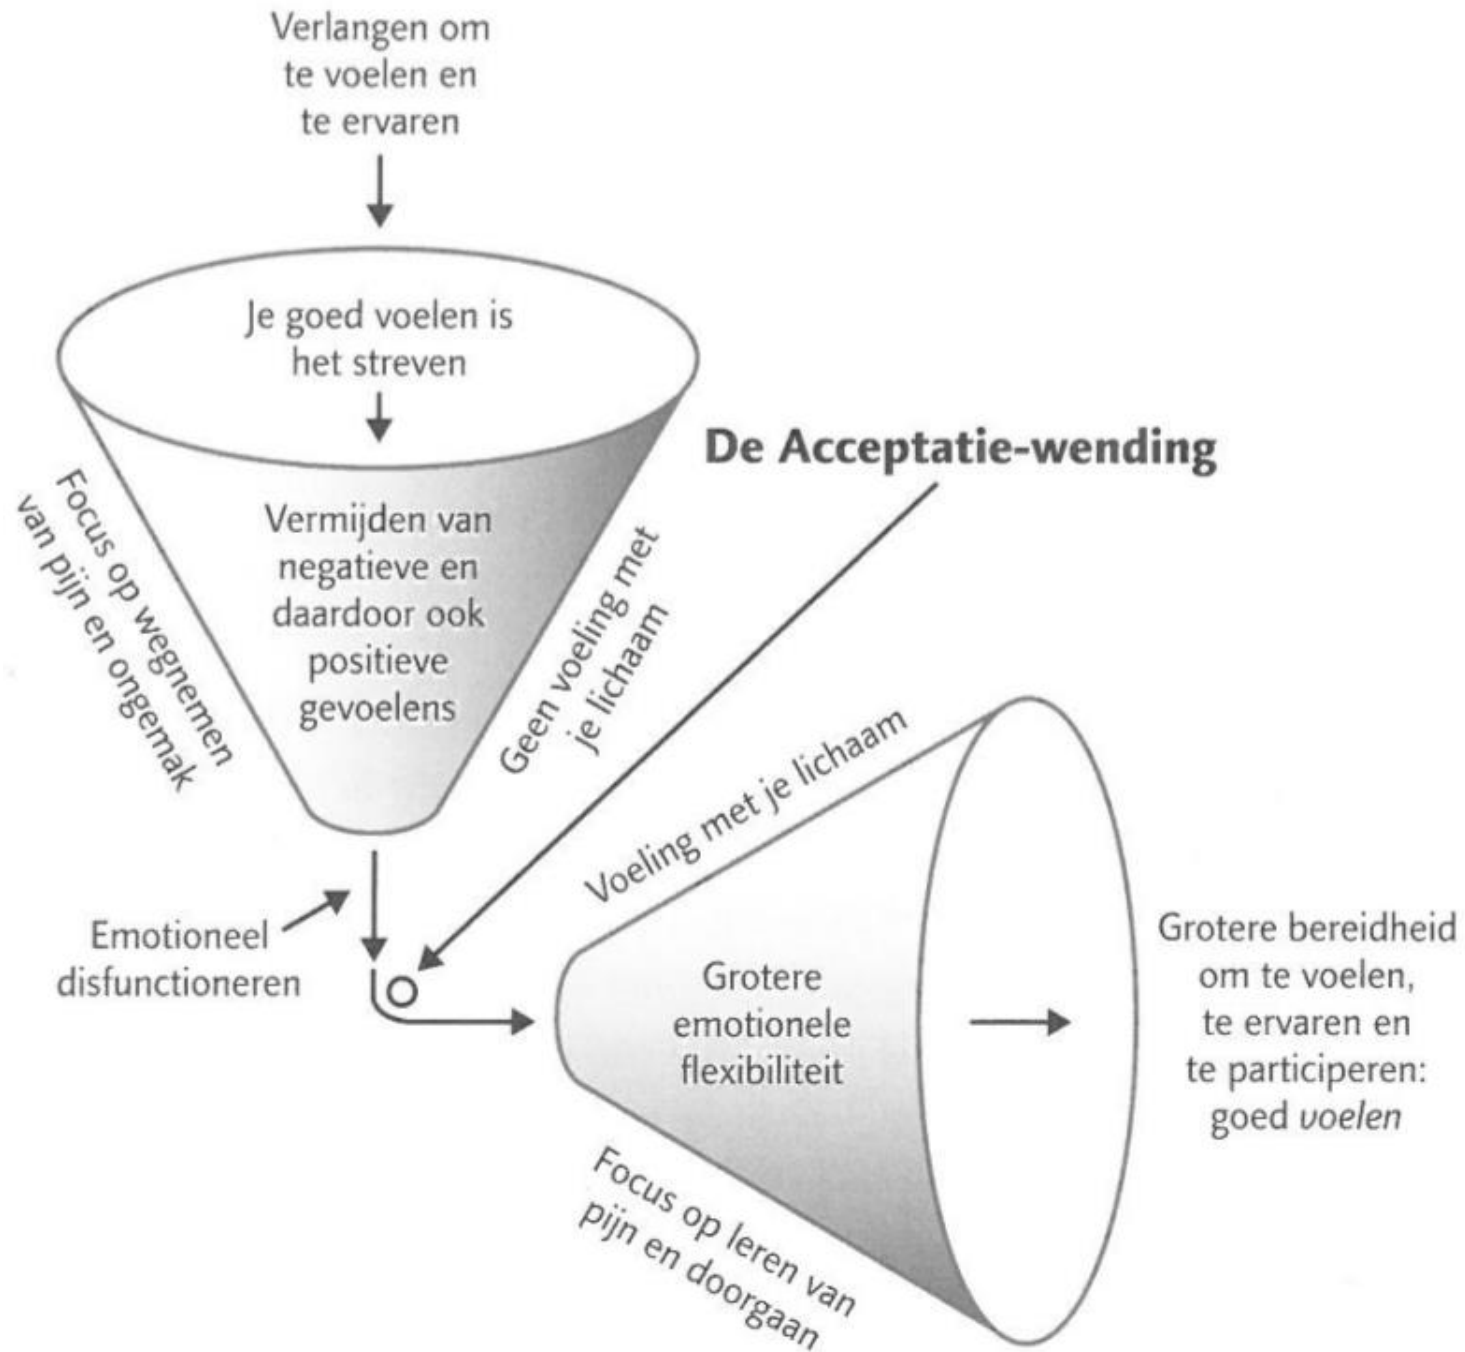 Verlangen om
te voelen en
te ervaren
Je goed voelen is
het streven
De Acceptatie-wending
Focus op wegnemen
van pijn en ongemak
Vermijden van
negatieve en
daardoor ook
positieve
gevoelens
Geen voeling met
je lichaam
Voeling met je lichaam
Emotioneel
disfunctioneren
Grotere
emotionele
flexibiliteit
Grotere bereidheid
om te voelen,
te ervaren en
te participeren:
goed voelen
Focus op leren van
pijn en doorgaan